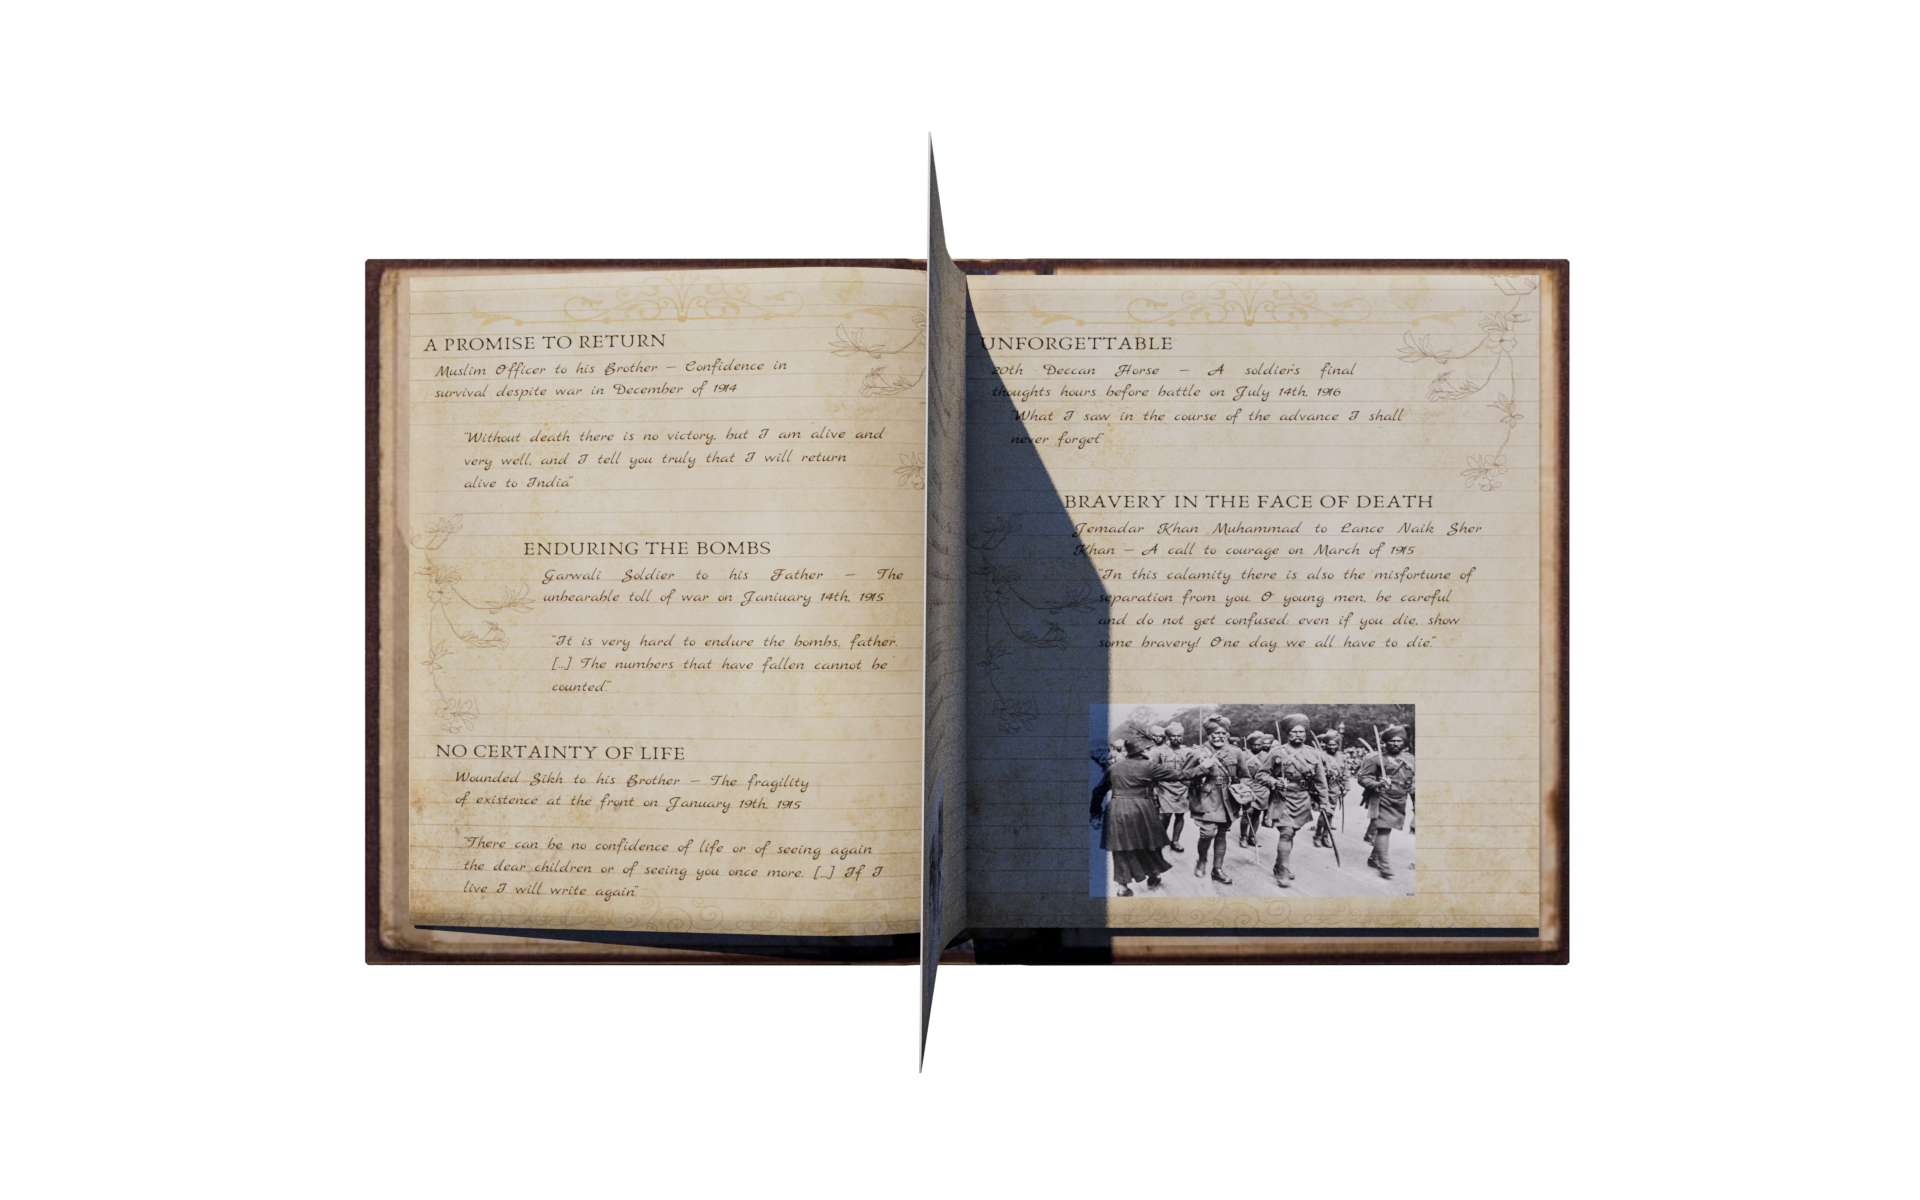 A PROMISE TO RETURN
Muslim Officer to his Brother – Confidence in
survival despite war in December of 1914
"Without death there is no victory, but I am alive and
very well, and I tell you truly that I will return
alive to India"
ENDURING THE BOMBS
Garwali Soldier to his Father – The
unbearable toll of war on Janiuary 14th, 1915
"It is very hard to endure the bombs, father.
[...] The numbers that have fallen cannot be
counted."
NO CERTAINTY OF LIFE
Wounded Sikh to his Brother – The fragility
of existence at the front on January 19th, 1915
"There can be no confidence of life or of seeing again
the dear children or of seeing you once more. [...] If I
live I will write again"
UNFORGETTABLE
20th Deccan Horse – A soldier's final
thoughts hours before battle on July 14th, 1916
"What I saw in the course of the advance I shall
never forget"
BRAVERY IN THE FACE OF DEATH
Jemadar Khan Muhammad to Lance Naik Sher
Khan – A call to courage on March of 1915
"In this calamity there is also the misfortune of
separation from you. O young men, be careful
and do not get confused; even if you die, show
some bravery! One day we all have to die."